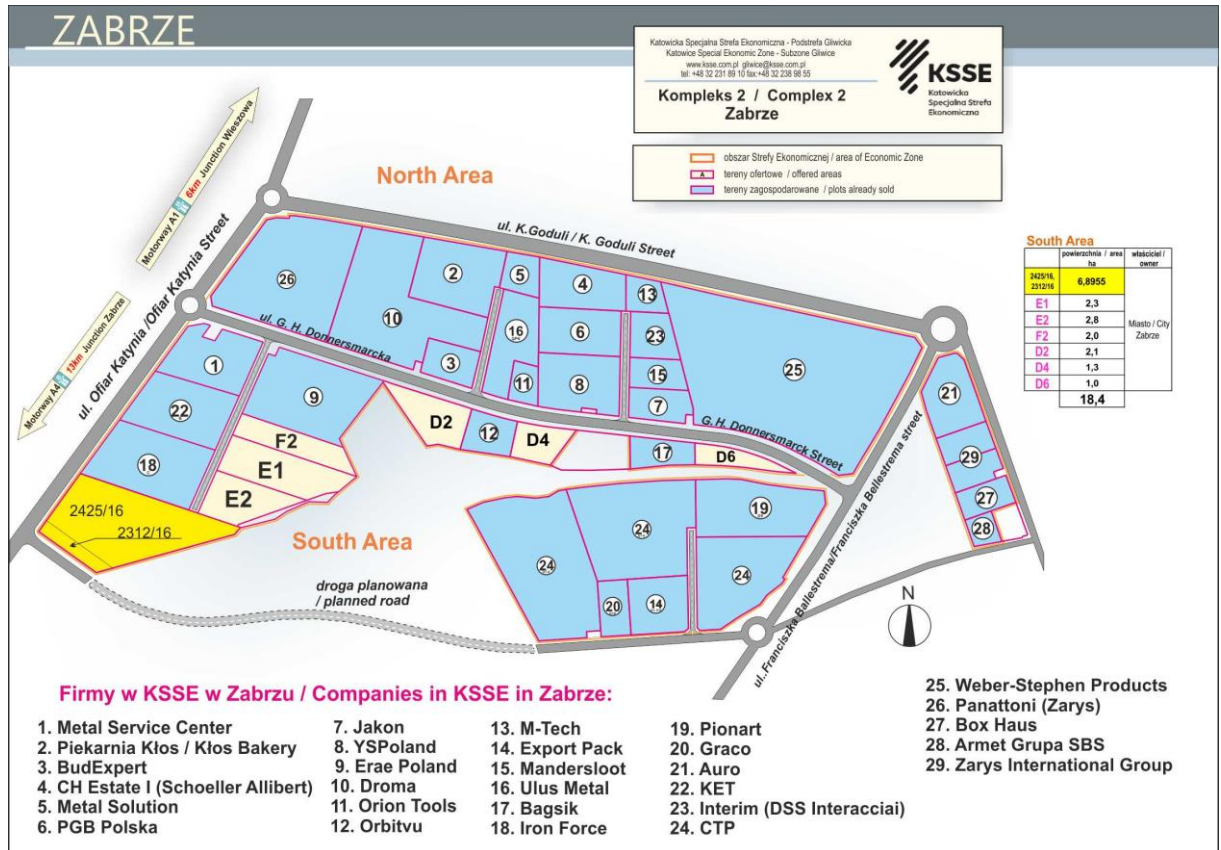 ZABRZE
Katowicka Specjalna Strefa Ekonomiczna - Podstrefa Gliwicka
Katowice Special Ekonomic Zone - Subzone Gliwice
www.ksse.com.pl gliwice@ksse.com.pl
tel: +48 32 231 89 10 fax:+48 32 238 98 55
Kompleks 2 / Complex 2
Zabrze
KSSE
Katowicka
Specjalna Strefa
Ekonomiczna
obszar Strefy Ekonomicznej / area of Economic Zone
A tereny ofertowe / offered areas
tereny zagospodarowane / plots already sold
Motorway A1 6km Junction Wieszowa
Motorway A4 13km Junction Zabrze
ul. Ofiar Katynia /Ofiar Katynia Street
North Area
ul. K.Goduli / K. Goduli Street
ul. G. H. Donnersmarcka
G. H. Donnersmarck Street
ul.Franciszka Ballestrema/Franciszka Bellestrema street
26
2
5
4
13
10
16
6
23
3
11
8
15
7
25
1
9
22
18
F2
E1
E2
D2
12
D4
17
D6
21
29
27
28
2425/16
2312/16
South Area
24
24
19
24
20
14
droga planowana
/ planned road
N
South Area
powierzchnia / area ha
właściciel / owner
2425/16, 2312/16 6,8955
E1 2,3
E2 2,8
F2 2,0
D2 2,1
D4 1,3
D6 1,0
18,4
Miasto / City
Zabrze
Firmy w KSSE w Zabrzu / Companies in KSSE in Zabrze:
1. Metal Service Center
2. Piekarnia Kłos / Kłos Bakery
3. BudExpert
4. CH Estate I (Schoeller Allibert)
5. Metal Solution
6. PGB Polska
7. Jakon
8. YSPoland
9. Erae Poland
10. Droma
11. Orion Tools
12. Orbitvu
13. M-Tech
14. Export Pack
15. Mandersloot
16. Ulus Metal
17. Bagsik
18. Iron Force
19. Pionart
20. Graco
21. Auro
22. KET
23. Interim (DSS Interacciai)
24. CTP
25. Weber-Stephen Products
26. Panattoni (Zarys)
27. Box Haus
28. Armet Grupa SBS
29. Zarys International Group